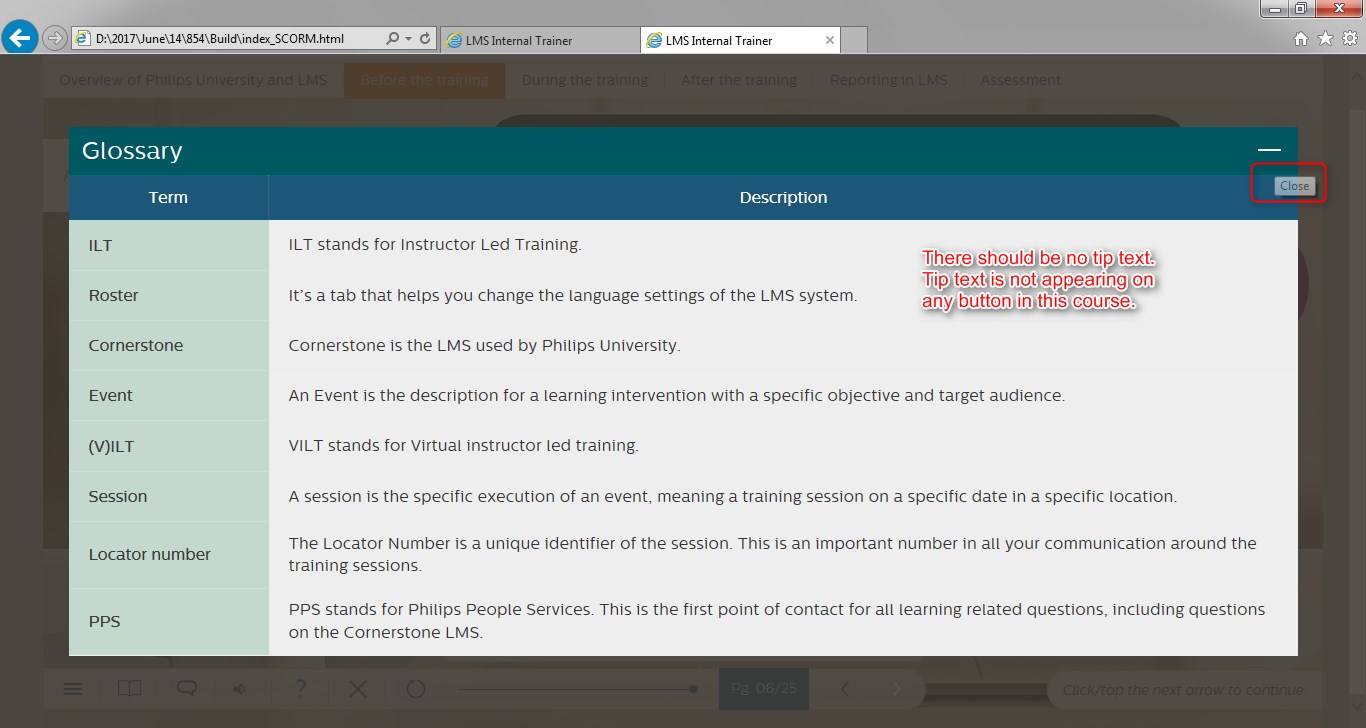 D:\2017\June\14\854\Build\index_SCORM.html
LMS Internal Trainer
LMS Internal Trainer
Overview of Philips University and LMS
Before the training
During the training
After the training
Reporting in LMS
Assessment
Glossary
Close
Term
Description
ILT
ILT stands for Instructor Led Training.
There should be no tip text.
Tip text is not appearing on
any button in this course.
Roster
It's a tab that helps you change the language settings of the LMS system.
Cornerstone
Cornerstone is the LMS used by Philips University.
Event
An Event is the description for a learning intervention with a specific objective and target audience.
(V)ILT
VILT stands for Virtual instructor led training.
Session
A session is the specific execution of an event, meaning a training session on a specific date in a specific location.
Locator number
The Locator Number is a unique identifier of the session. This is an important number in all your communication around the
training sessions.
PPS
PPS stands for Philips People Services. This is the first point of contact for all learning related questions, including questions
on the Cornerstone LMS.
Pg. 06/25
Click/tap the next arrow to continue.